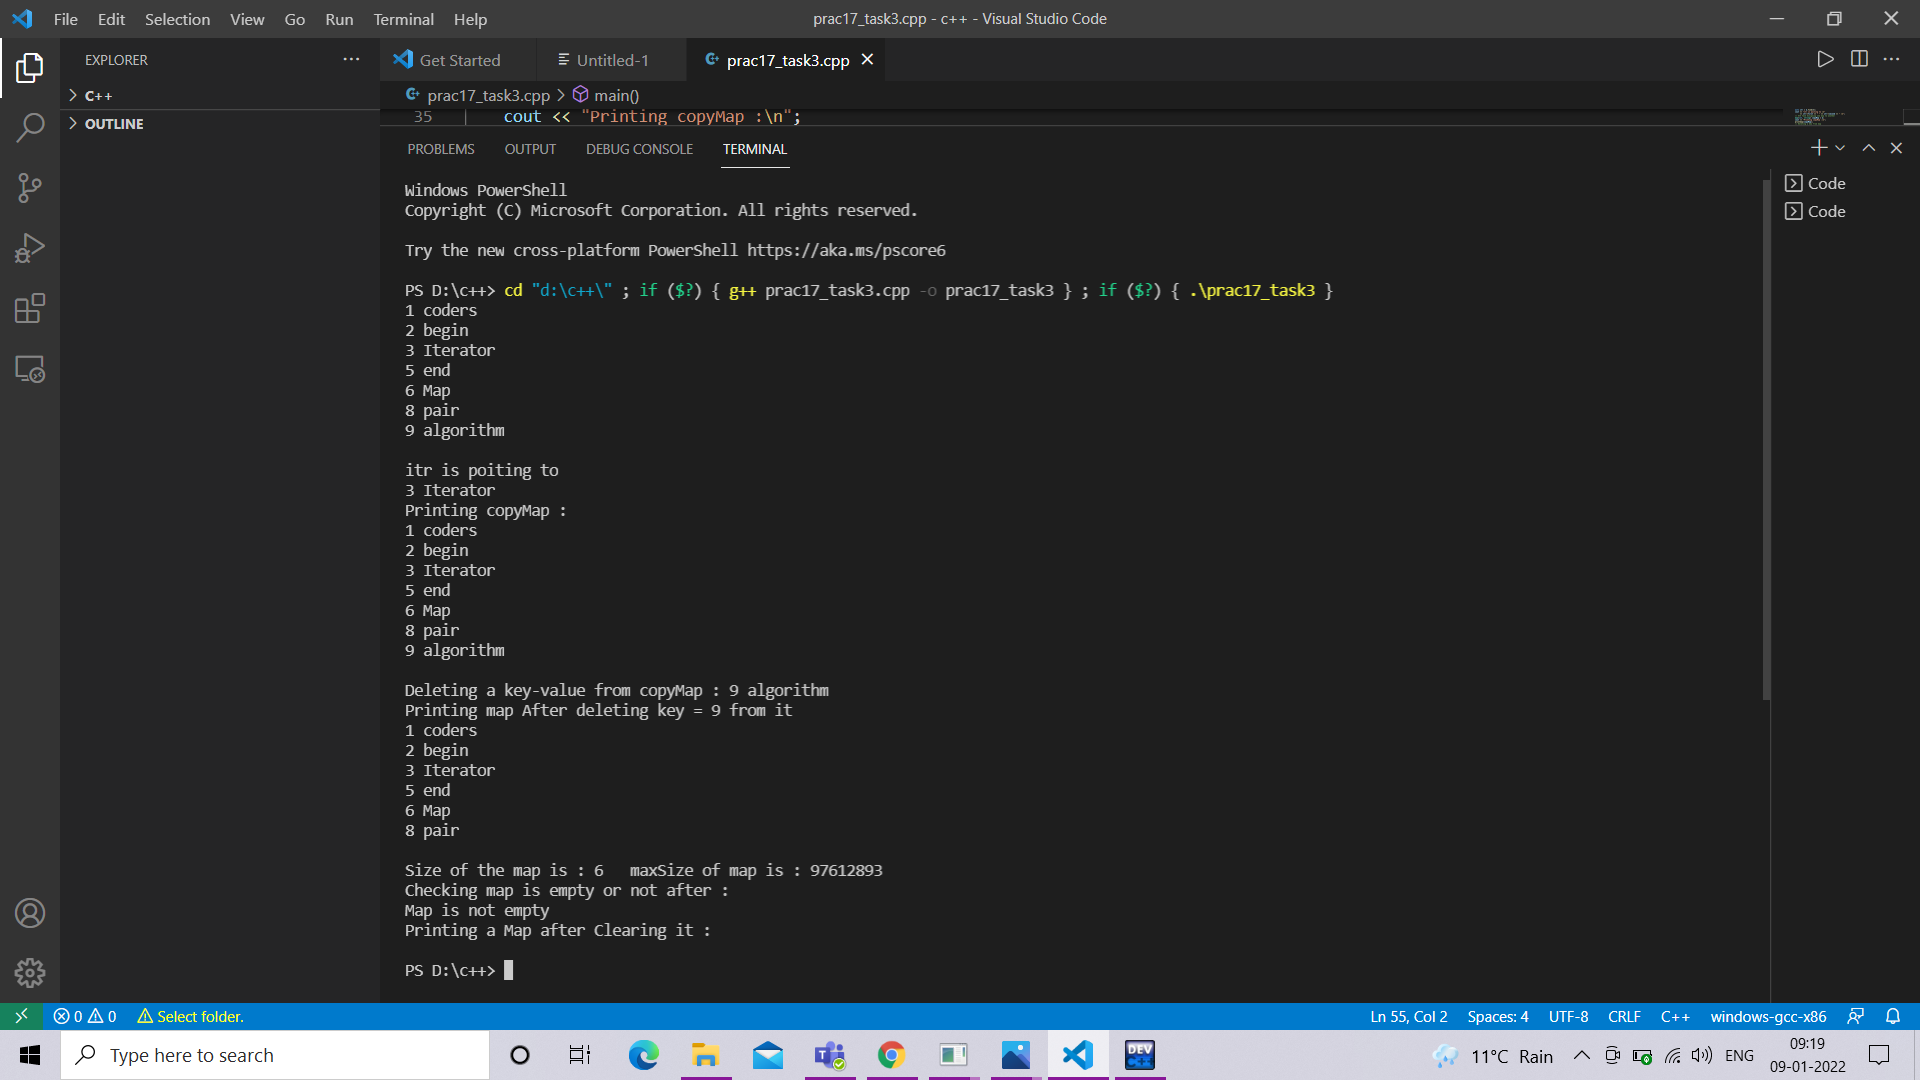 File Edit Selection View Go Run Terminal Help
prac17_task3.cpp - c++ - Visual Studio Code
EXPLORER
C++
OUTLINE
Get Started
Untitled-1
prac17_task3.cpp
prac17_task3.cpp > main()
35 cout << "Printing copyMap :\n";
PROBLEMS OUTPUT DEBUG CONSOLE TERMINAL
Code
Code
Windows PowerShell
Copyright (C) Microsoft Corporation. All rights reserved.
Try the new cross-platform PowerShell https://aka.ms/pscore6
PS D:\c++> cd "d:\c++\" ; if ($?) { g++ prac17_task3.cpp -o prac17_task3 } ; if ($?) { .\prac17_task3 }
1 coders
2 begin
3 Iterator
5 end
6 Map
8 pair
9 algorithm
itr is poiting to
3 Iterator
Printing copyMap :
1 coders
2 begin
3 Iterator
5 end
6 Map
8 pair
9 algorithm
Deleting a key-value from copyMap : 9 algorithm
Printing map After deleting key = 9 from it
1 coders
2 begin
3 Iterator
5 end
6 Map
8 pair
Size of the map is : 6   maxSize of map is : 97612893
Checking map is empty or not after :
Map is not empty
Printing a Map after Clearing it :
PS D:\c++>
0 0 Select folder. Ln 55, Col 2 Spaces: 4 UTF-8 CRLF C++ windows-gcc-x86
Type here to search
DEV C++
11°C Rain
ENG
09:19
09-01-2022